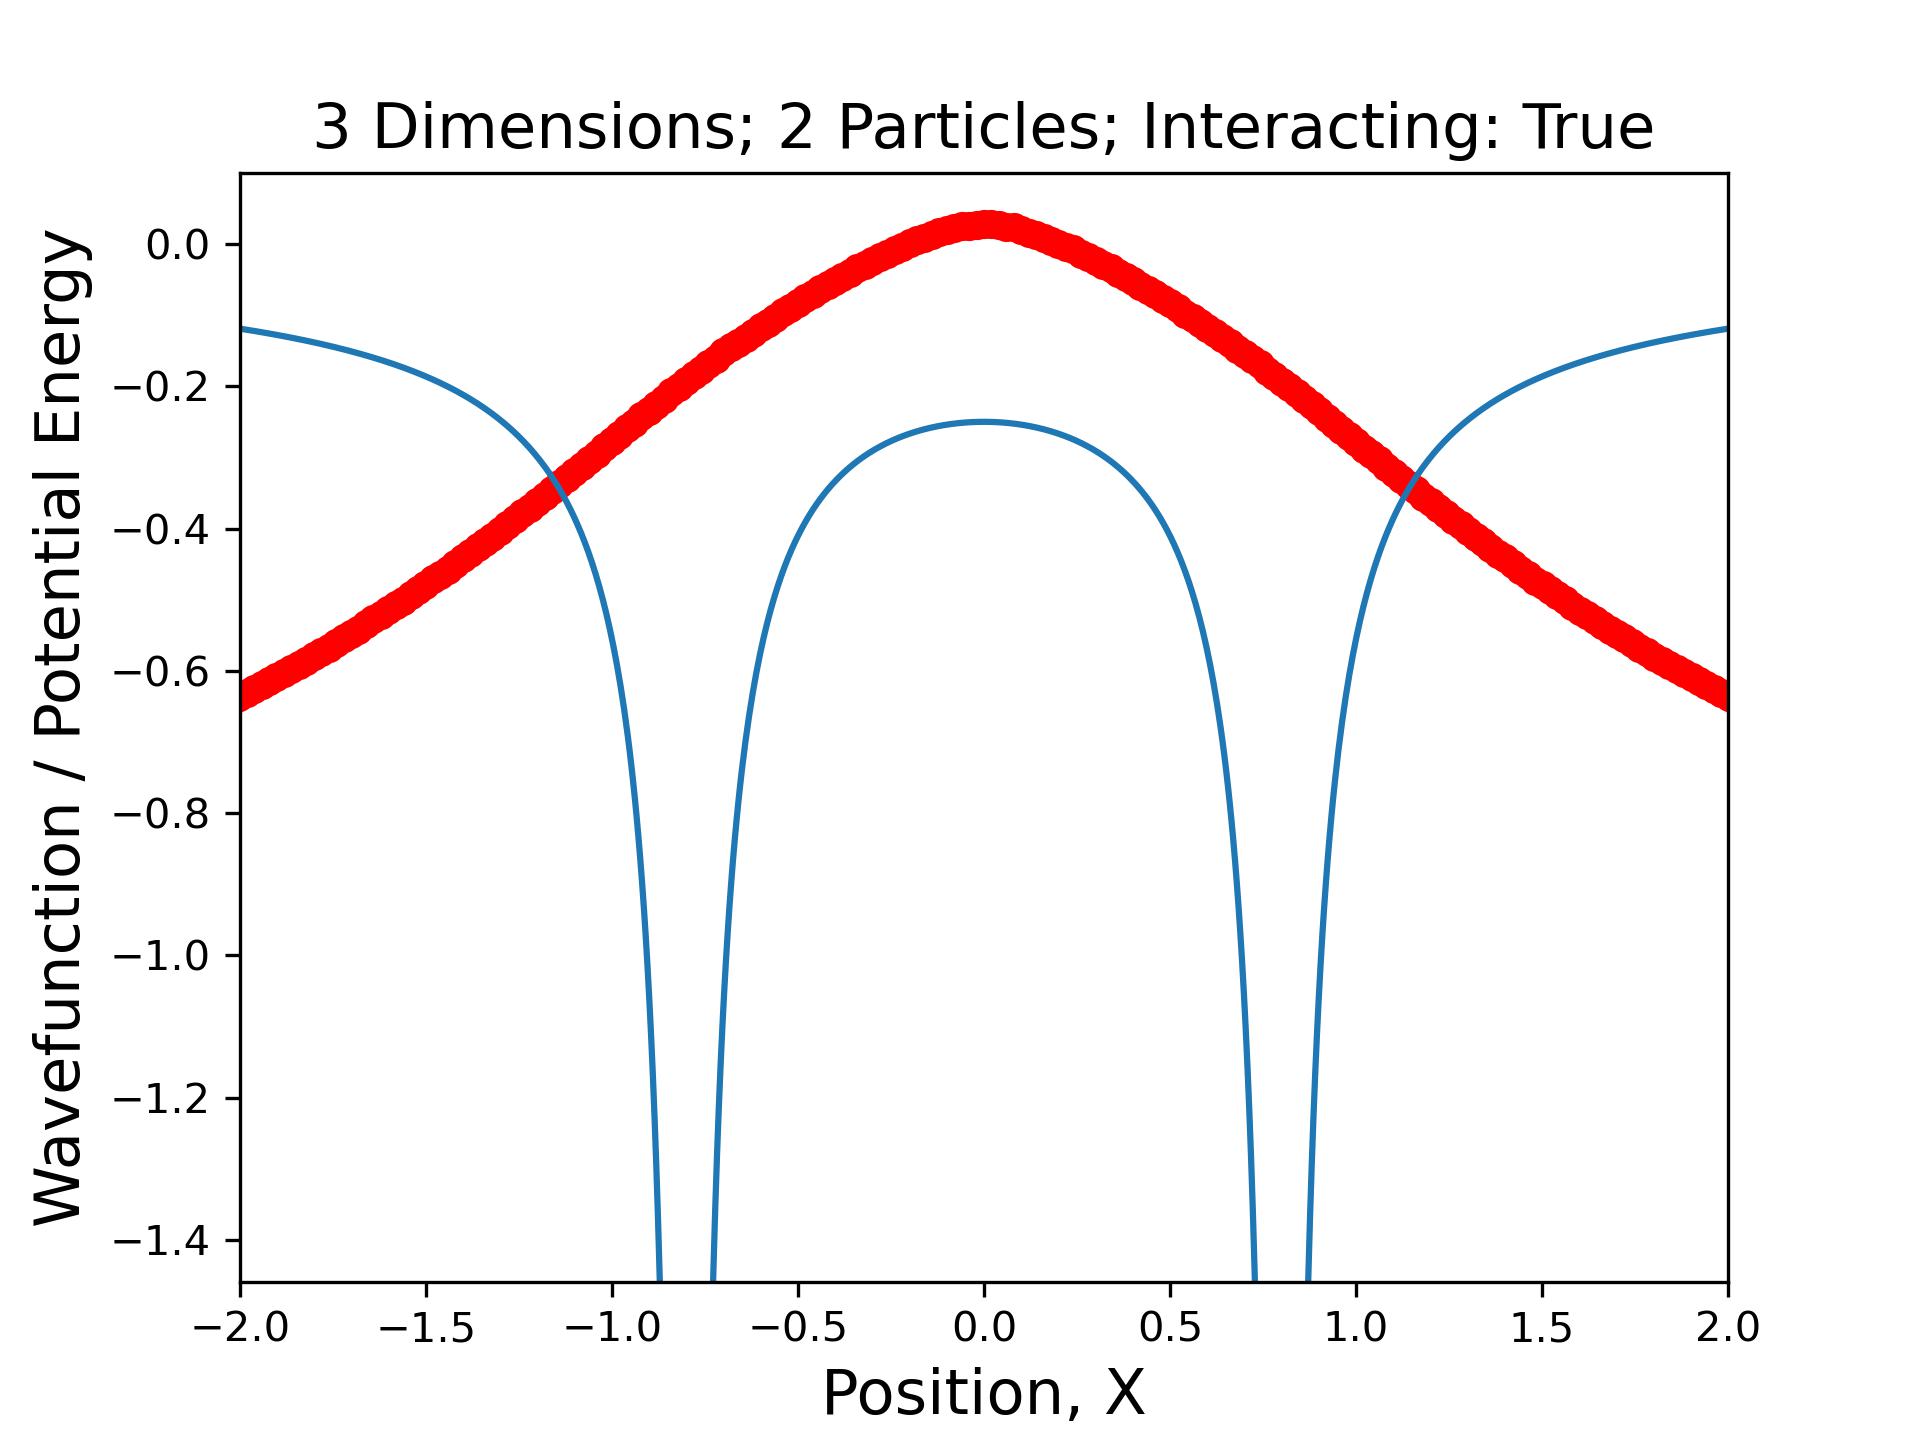 3 Dimensions; 2 Particles; Interacting: True
Wavefunction / Potential Energy
0.0
−0.2
−0.4
−0.6
−0.8
−1.0
−1.2
−1.4
−2.0 −1.5 −1.0 −0.5 0.0 0.5 1.0 1.5 2.0
Position, X